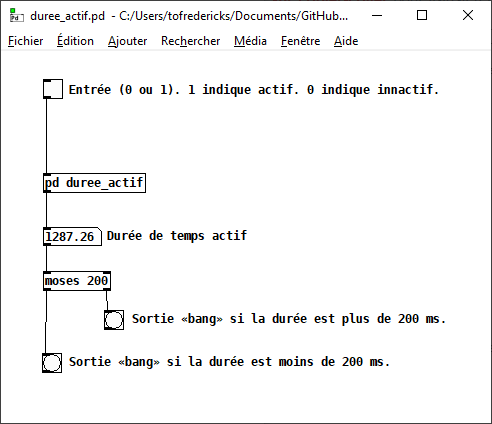 duree_actif.pd - C:/Users/tofredericks/Documents/GitHub...
Fichier Édition Ajouter Rechercher Média Fenêtre Aide
Entrée (0 ou 1). 1 indique actif. 0 indique innactif.
pd duree_actif
1287.26 Durée de temps actif
moses 200
Sortie «bang» si la durée est plus de 200 ms.
Sortie «bang» si la durée est moins de 200 ms.